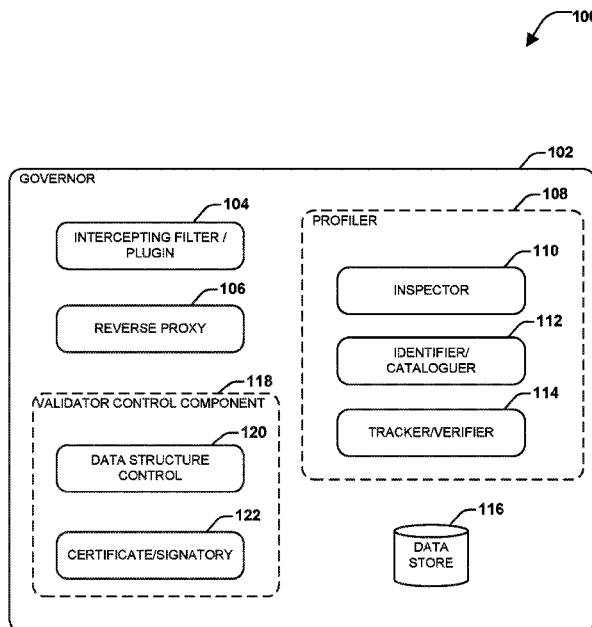 100
102
GOVERNOR
104
INTERCEPTING FILTER /
PLUGIN
106
REVERSE PROXY
118
VALIDATOR CONTROL COMPONENT
120
DATA STRUCTURE
CONTROL
122
CERTIFICATE/SIGNATORY
108
PROFILER
110
INSPECTOR
112
IDENTIFIER/
CATALOGUER
114
TRACKER/VERIFIER
116
DATA
STORE